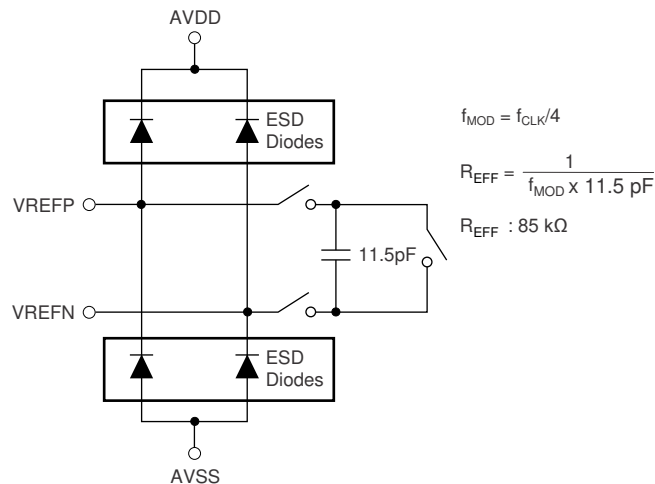 AVDD
ESD
Diodes
f_MOD = f_CLK/4
R_EFF = 1
f_MOD x 11.5 pF
VREFP
R_EFF : 85 kΩ
11.5pF
VREFN
ESD
Diodes
AVSS